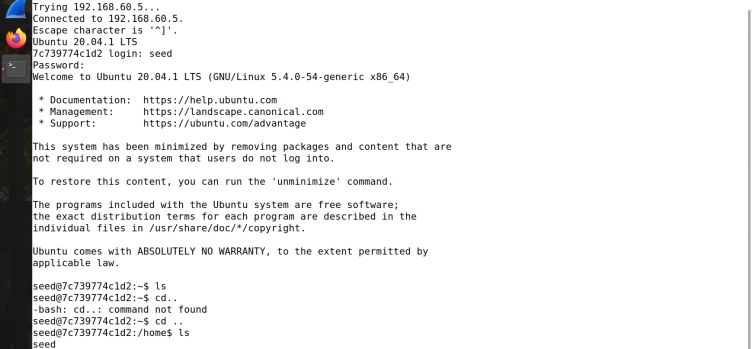 Trying 192.168.60.5...
Connected to 192.168.60.5.
Escape character is '^]'.
Ubuntu 20.04.1 LTS
7c739774c1d2 login: seed
Password:
Welcome to Ubuntu 20.04.1 LTS (GNU/Linux 5.4.0-54-generic x86_64)

 * Documentation:  https://help.ubuntu.com
 * Management:     https://landscape.canonical.com
 * Support:        https://ubuntu.com/advantage

This system has been minimized by removing packages and content that are
not required on a system that users do not log into.

To restore this content, you can run the 'unminimize' command.

The programs included with the Ubuntu system are free software;
the exact distribution terms for each program are described in the
individual files in /usr/share/doc/*/copyright.

Ubuntu comes with ABSOLUTELY NO WARRANTY, to the extent permitted by
applicable law.

seed@7c739774c1d2:~$ ls
seed@7c739774c1d2:~$ cd..
-bash: cd..: command not found
seed@7c739774c1d2:~$ cd ..
seed@7c739774c1d2:/home$ ls
seed